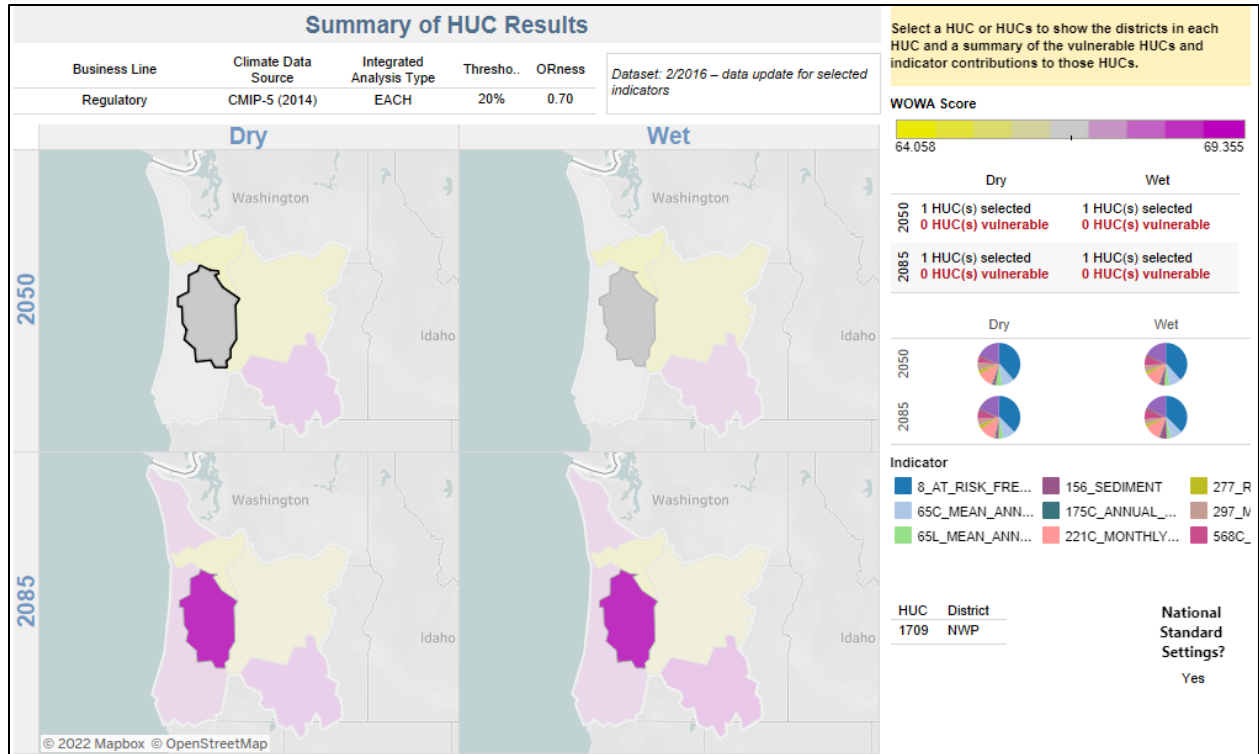 Summary of HUC Results
Business Line
Climate Data
Source
Integrated
Analysis Type
Thresho..
ORness
Regulatory
CMIP-5 (2014)
EACH
20%
0.70
Dataset: 2/2016 – data update for selected
indicators
Dry
Wet
2050
Washington
Idaho
Washington
Idaho
2085
Washington
Idaho
Washington
Idaho
© 2022 Mapbox © OpenStreetMap
Select a HUC or HUCs to show the districts in each
HUC and a summary of the vulnerable HUCs and
indicator contributions to those HUCs.
WOWA Score
64.058
69.355
Dry
Wet
2050
1 HUC(s) selected
0 HUC(s) vulnerable
1 HUC(s) selected
0 HUC(s) vulnerable
2085
1 HUC(s) selected
0 HUC(s) vulnerable
1 HUC(s) selected
0 HUC(s) vulnerable
Dry
Wet
2050
2085
Indicator
8_AT_RISK_FRE...
156_SEDIMENT
277_R
65C_MEAN_ANN...
175C_ANNUAL_...
297_M
65L_MEAN_ANN...
221C_MONTHLY...
568C_
HUC
District
1709
NWP
National
Standard
Settings?
Yes